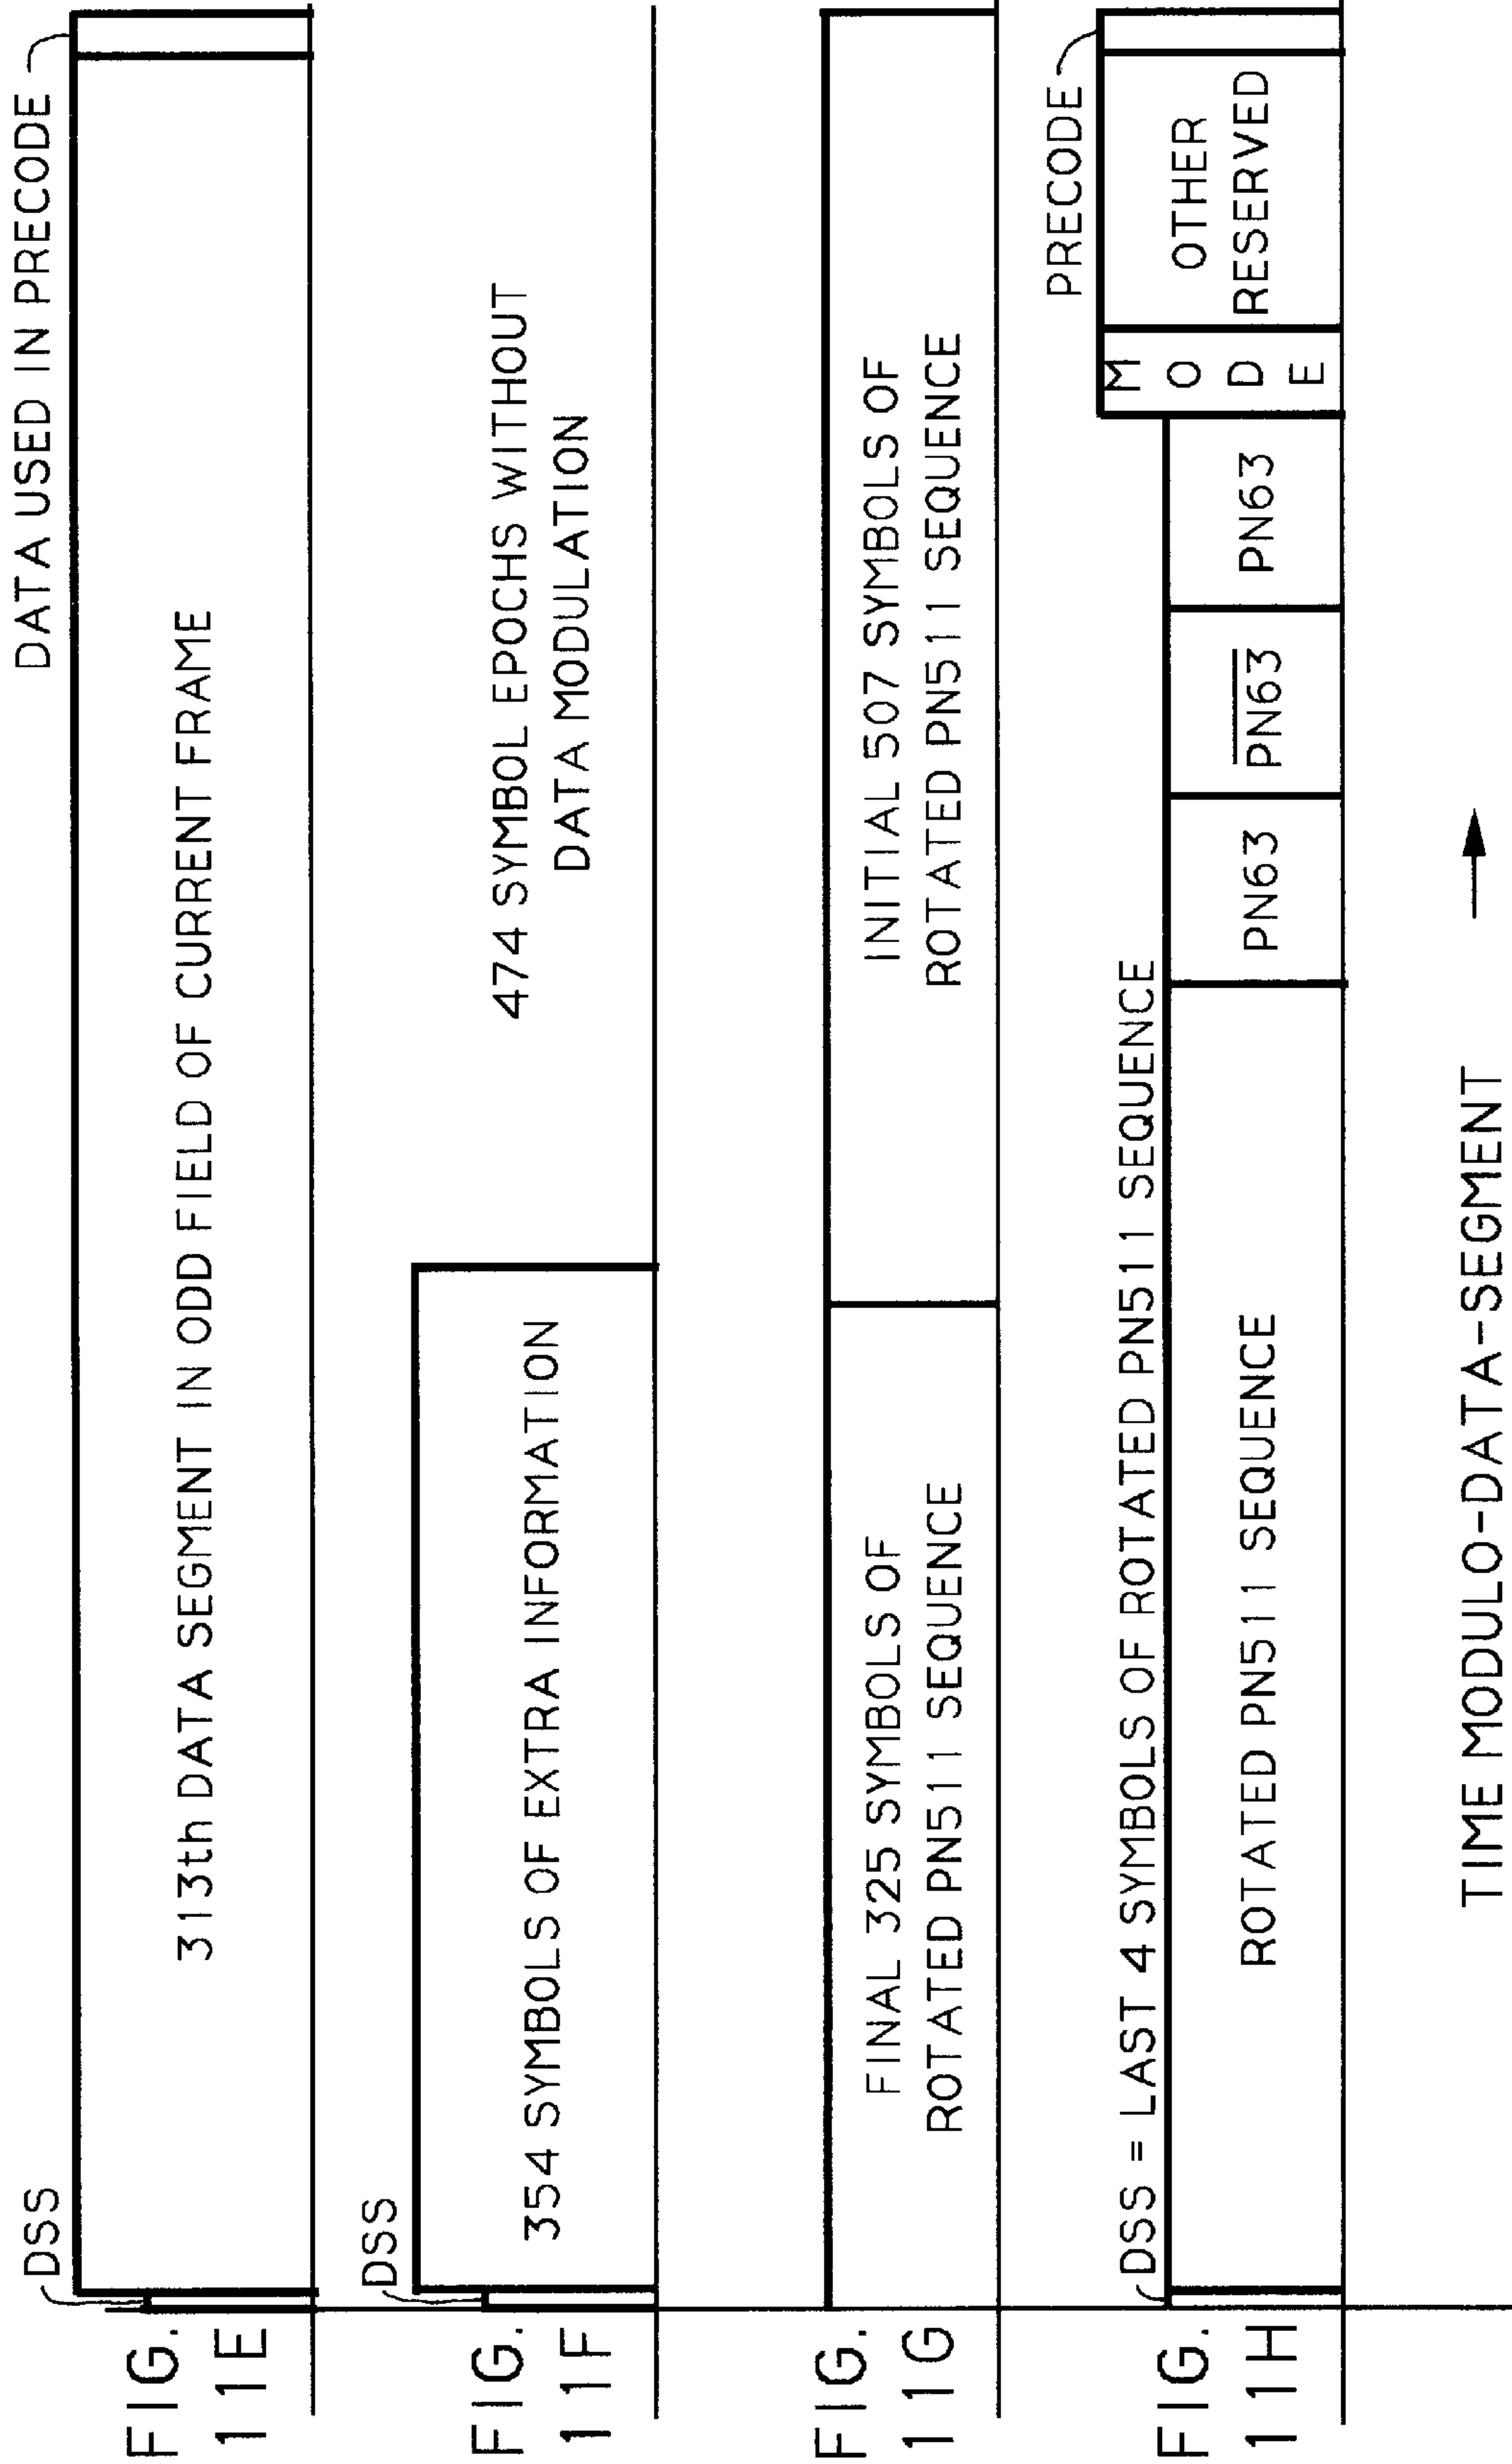 FIG.
11E
DSS
DATA USED IN PRECODE
313th DATA SEGMENT IN ODD FIELD OF CURRENT FRAME
FIG.
11F
DSS
354 SYMBOLS OF EXTRA INFORMATION
474 SYMBOL EPOCHS WITHOUT
DATA MODULATION
FIG.
11G
FINAL 325 SYMBOLS OF
ROTATED PN511 SEQUENCE
INITIAL 507 SYMBOLS OF
ROTATED PN511 SEQUENCE
FIG.
11H
DSS = LAST 4 SYMBOLS OF ROTATED PN511 SEQUENCE
ROTATED PN511 SEQUENCE
PN63
PN63
PN63
MODE
PRECODE
OTHER
RESERVED
TIME MODULO-DATA-SEGMENT